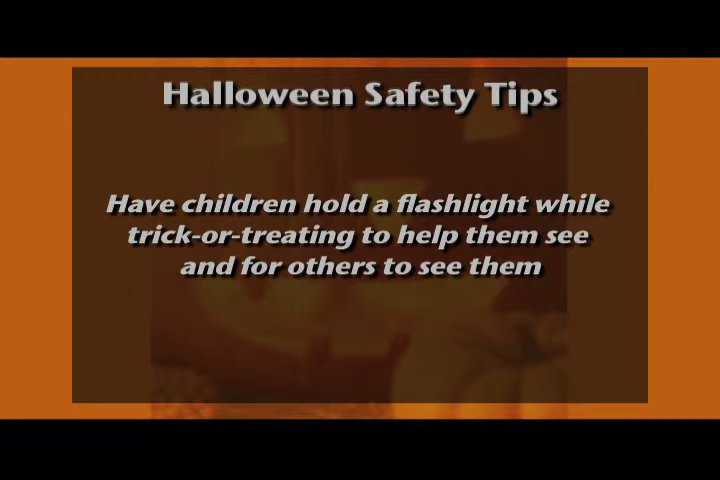 Halloween Safety Tips
Have children hold a flashlight while
trick-or-treating to help them see
and for others to see them